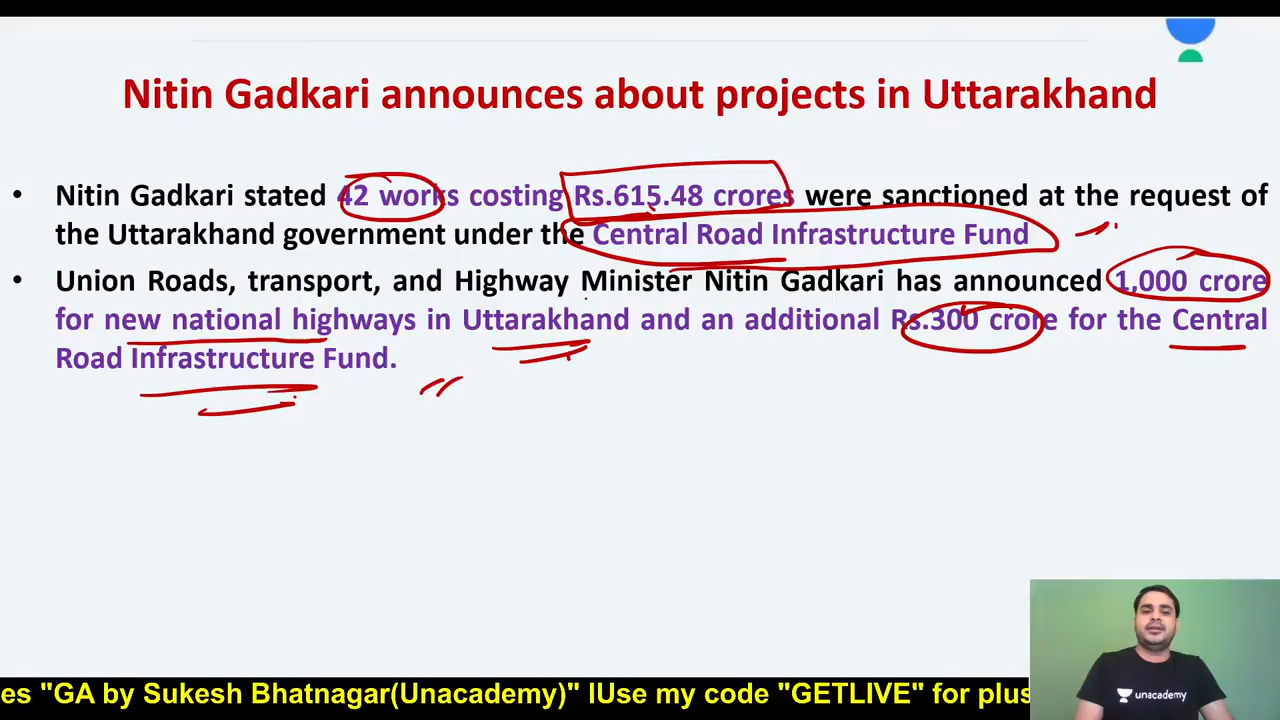 Nitin Gadkari announces about projects in Uttarakhand
• Nitin Gadkari stated 42 works costing Rs.615.48 crores were sanctioned at the request of
the Uttarakhand government under the Central Road Infrastructure Fund
• Union Roads, transport, and Highway Minister Nitin Gadkari has announced 1,000 crore
for new national highways in Uttarakhand and an additional Rs.300 crore for the Central
Road Infrastructure Fund.
unacademy
es "GA by Sukesh Bhatnagar(Unacademy)" lUse my code "GETLIVE" for plus